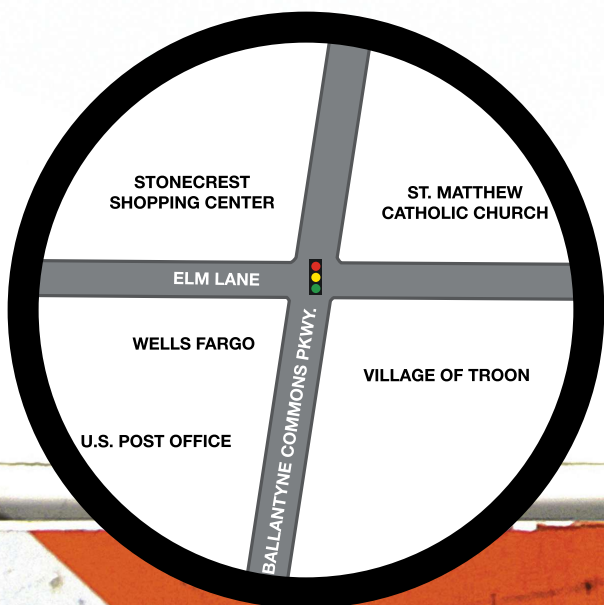 STONECREST
SHOPPING CENTER
ST. MATTHEW
CATHOLIC CHURCH
ELM LANE
WELLS FARGO
BALLANTYNE COMMONS PKWY.
VILLAGE OF TROON
U.S. POST OFFICE